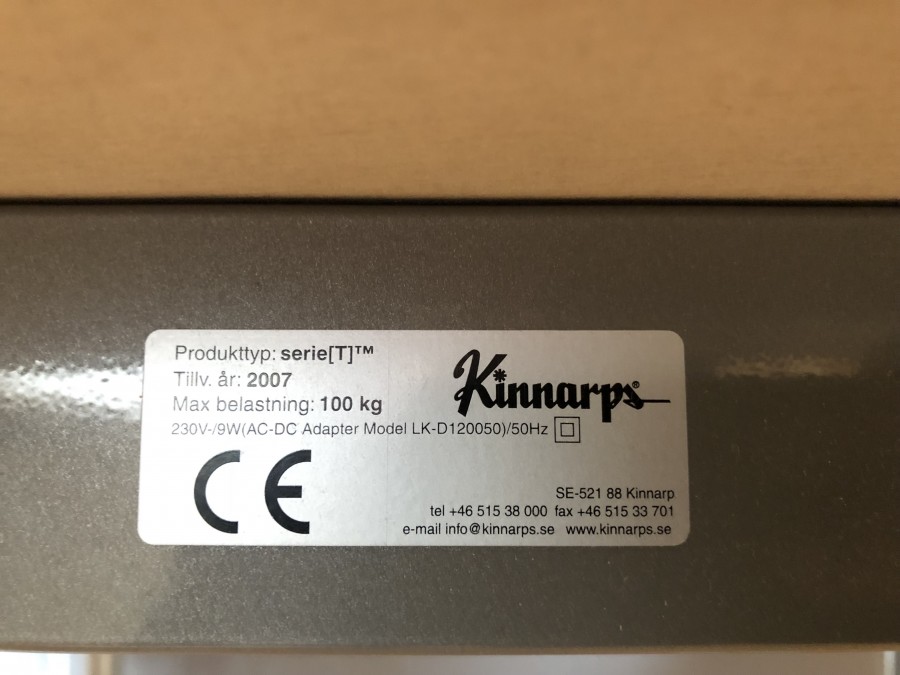 Produkttyp: serie[T]™
Tillv. år: 2007
Max belastning: 100 kg
Kinnarps®
230V-/9W(AC-DC Adapter Model LK-D120050)/50Hz
CE
SE-521 88 Kinnarp
tel +46 515 38 000 fax +46 515 33 701
e-mail info@kinnarps.se www.kinnarps.se